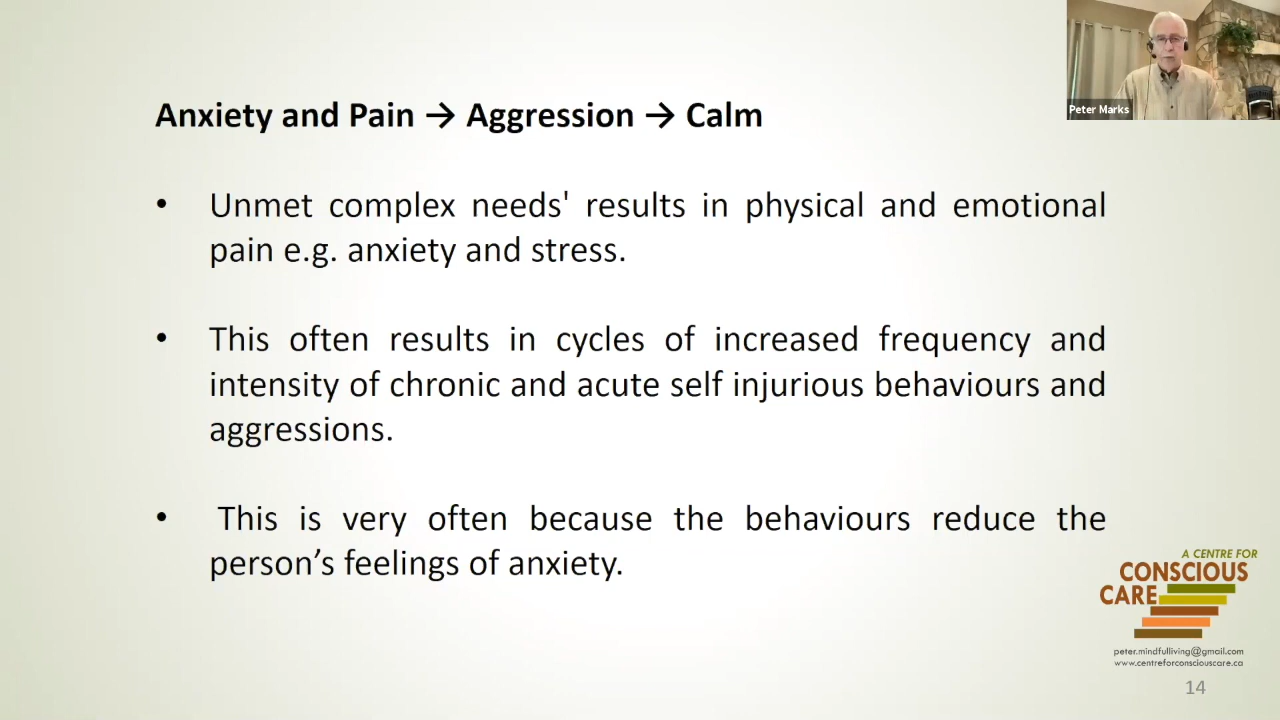 Peter Marks
Anxiety and Pain → Aggression → Calm
• Unmet complex needs' results in physical and emotional
pain e.g. anxiety and stress.
• This often results in cycles of increased frequency and
intensity of chronic and acute self injurious behaviours and
aggressions.
• This is very often because the behaviours reduce the
person’s feelings of anxiety.
A CENTRE FOR
CONSCIOUS
CARE
peter.mindfulliving@gmail.com
www.centreforconsciouscare.ca
14